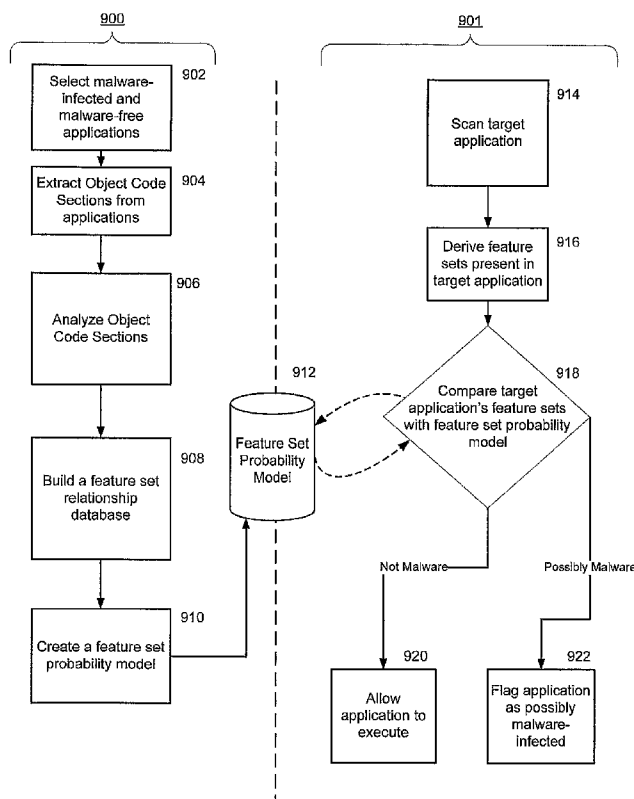 900
902
Select malware-
infected and
malware-free
applications
904
Extract Object Code
Sections from
applications
906
Analyze Object
Code Sections
908
Build a feature set
relationship
database
910
Create a feature set
probability model
912
Feature Set
Probability
Model
901
914
Scan target
application
916
Derive feature
sets present in
target application
918
Compare target
application's feature sets
with feature set probability
model
Not Malware
Possibly Malware
920
Allow
application to
execute
922
Flag application
as possibly
malware-
infected